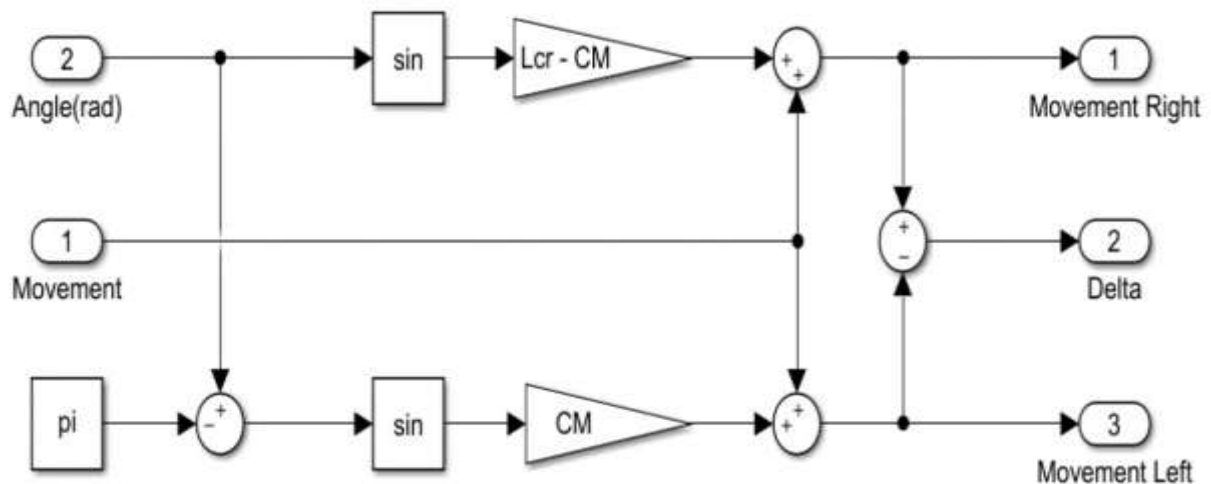 2
Angle(rad)
sin
Lcr - CM
+
+
1
Movement Right
1
Movement
+
−
2
Delta
pi
+
−
sin
CM
+
+
3
Movement Left